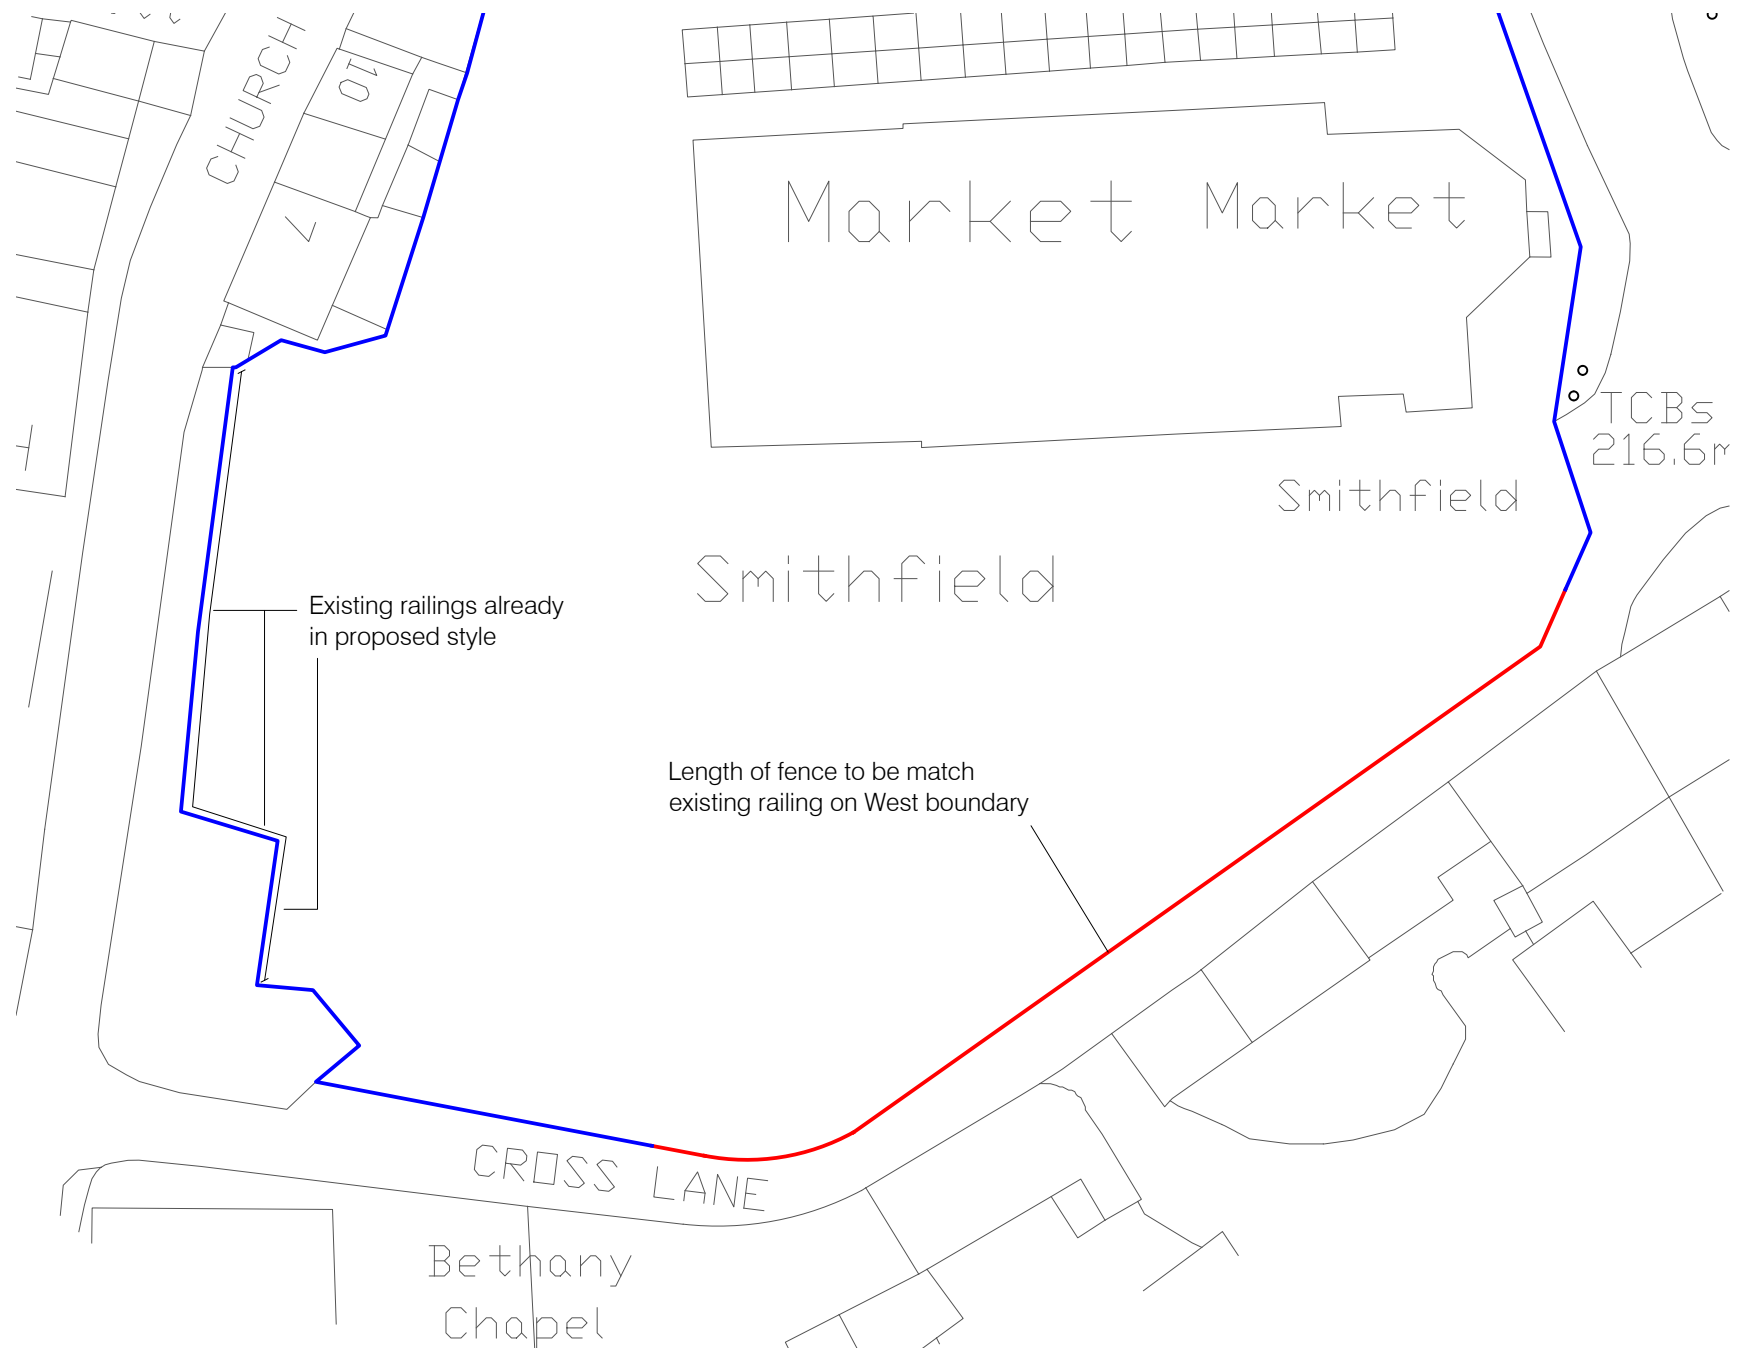 CHURCH
10
7
Market
Market
TCBs
216.6m
Smithfield
Smithfield
Existing railings already
in proposed style
Length of fence to be match
existing railing on West boundary
CROSS LANE
Bethany
Chapel